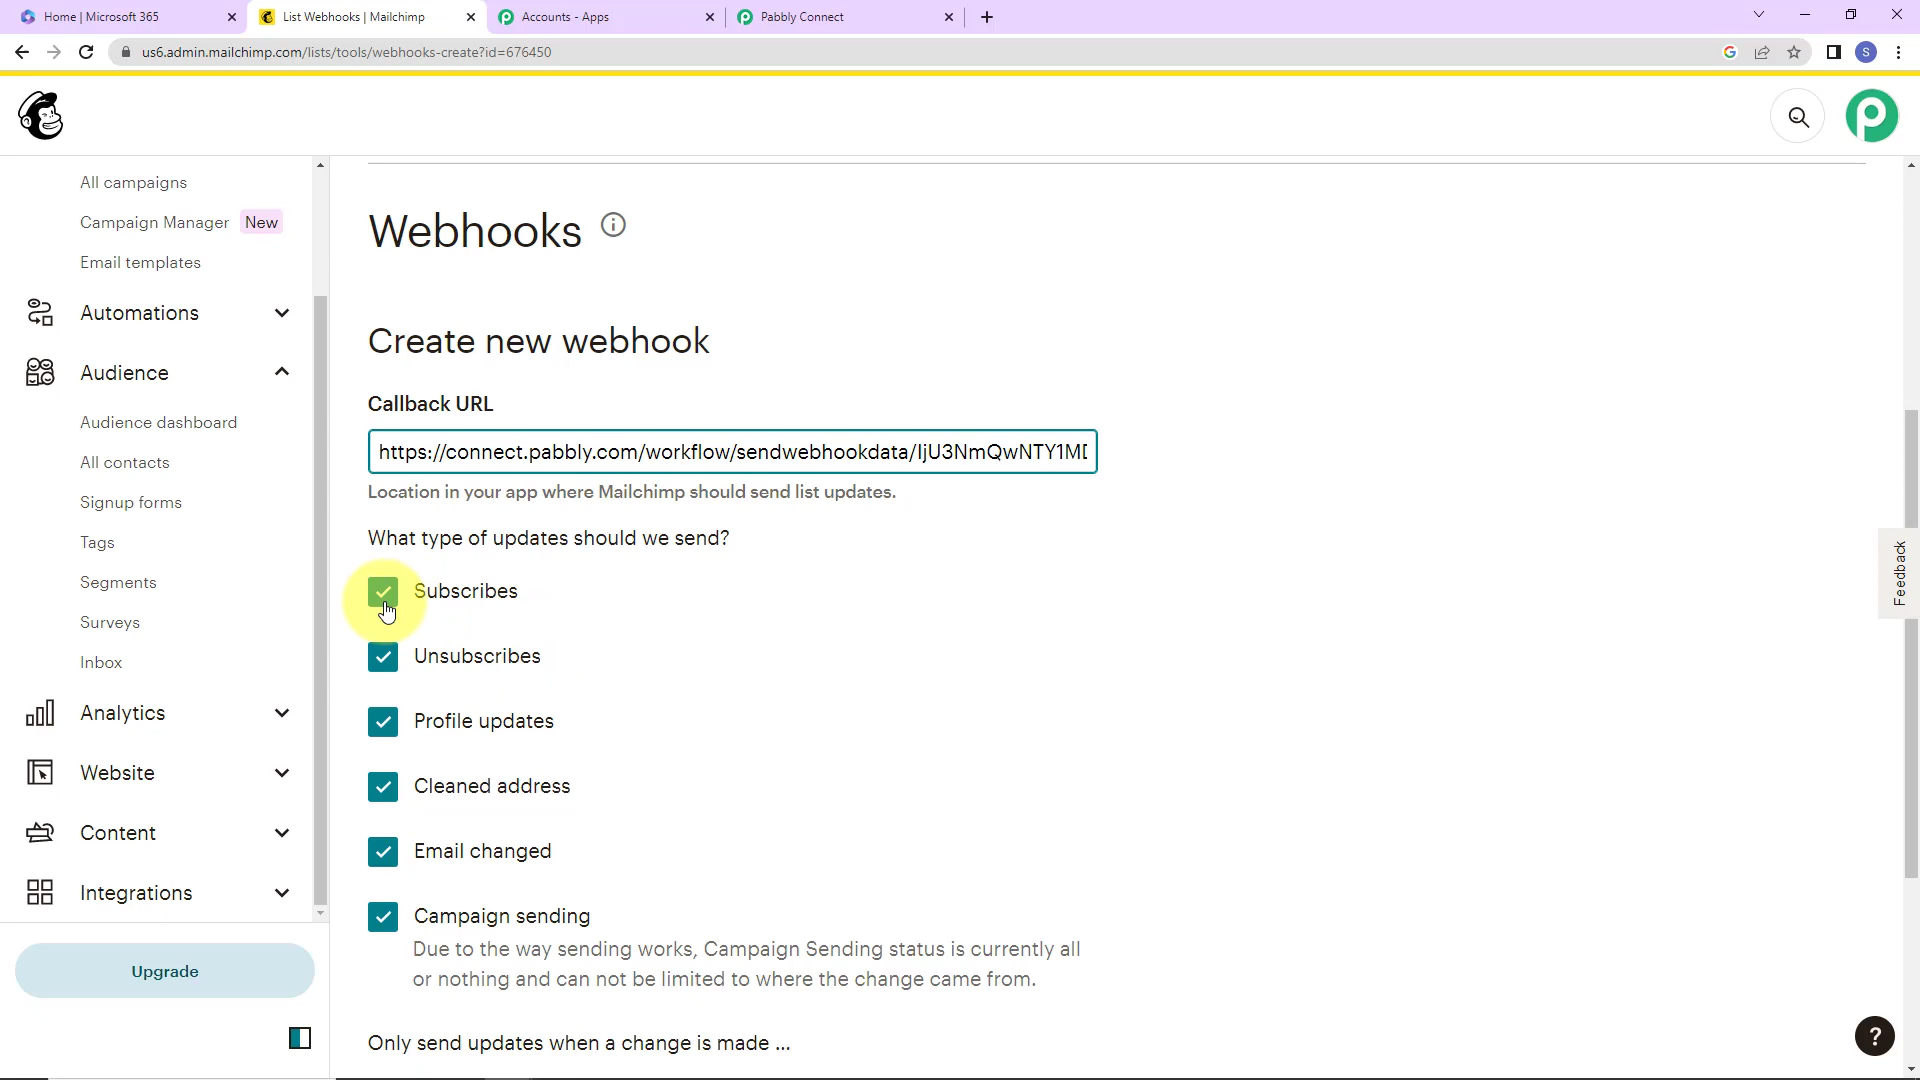 Home | Microsoft 365
List Webhooks | Mailchimp
Accounts - Apps
Pabbly Connect
us6.admin.mailchimp.com/lists/tools/webhooks-create?id=676450
S
All campaigns
Campaign Manager New
Email templates
Automations
Audience
Audience dashboard
All contacts
Signup forms
Tags
Segments
Surveys
Inbox
Analytics
Website
Content
Integrations
Upgrade
Webhooks
Create new webhook
Callback URL
https://connect.pabbly.com/workflow/sendwebhookdata/IjU3NmQwNTY1MD
Location in your app where Mailchimp should send list updates.
What type of updates should we send?
Subscribes
Unsubscribes
Profile updates
Cleaned address
Email changed
Campaign sending
Due to the way sending works, Campaign Sending status is currently all
or nothing and can not be limited to where the change came from.
Only send updates when a change is made ...
Feedback
?